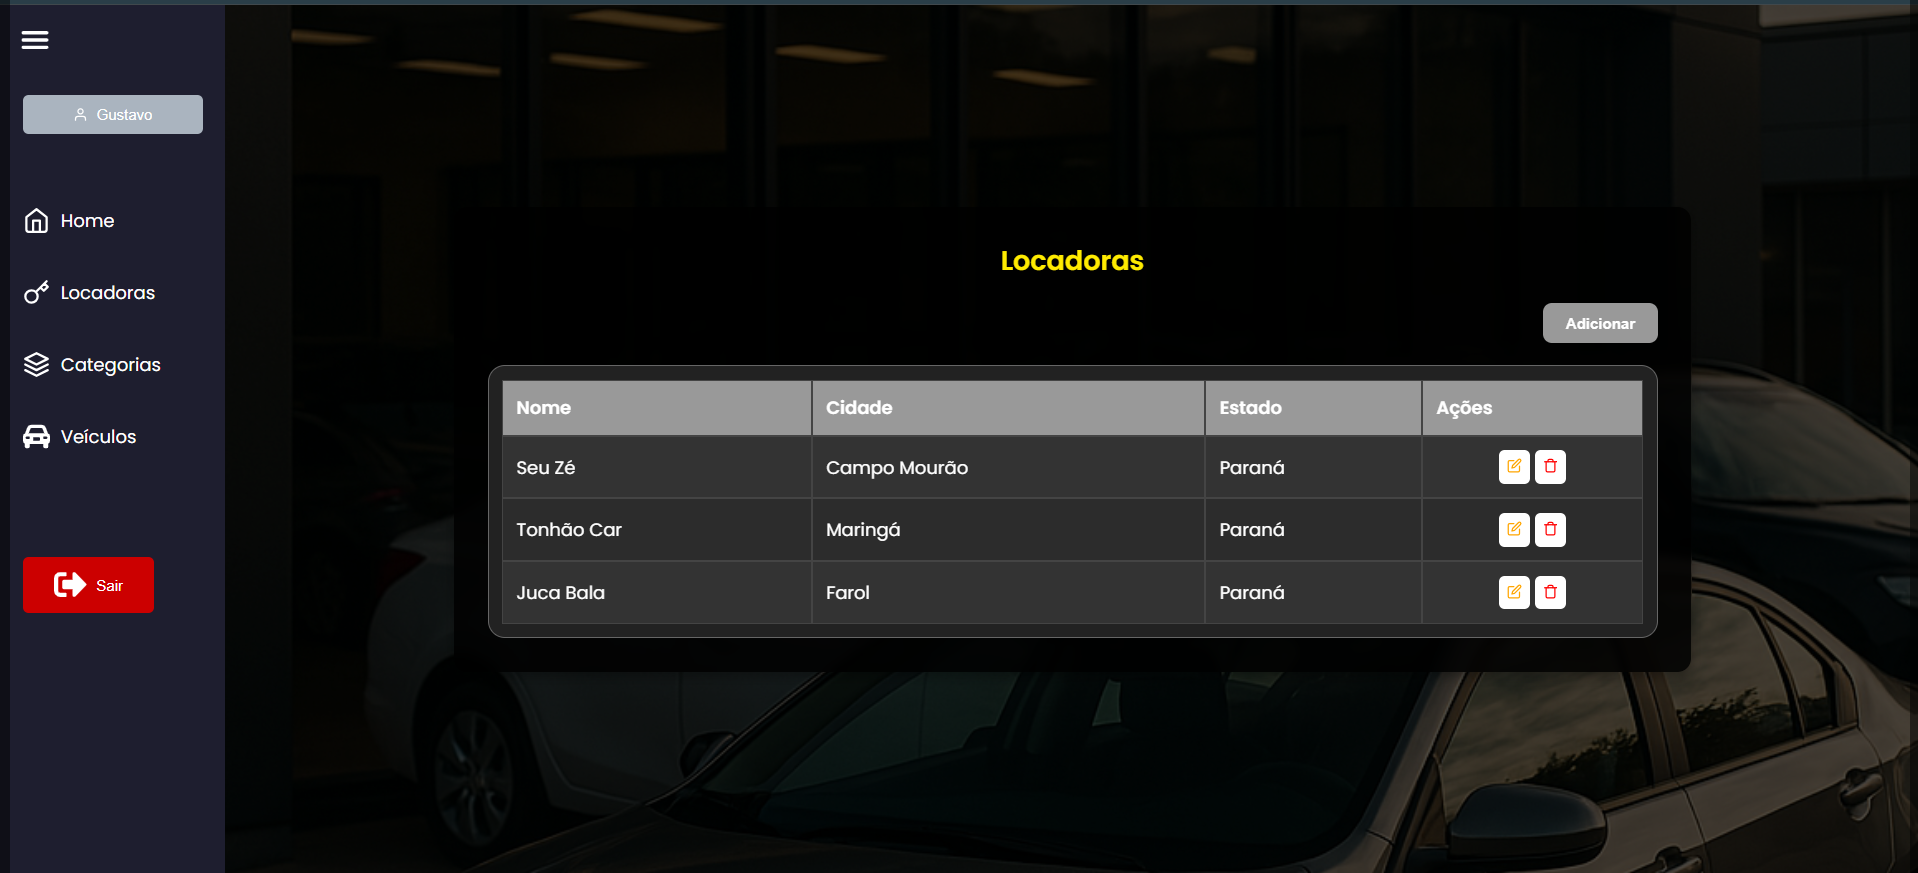 Gustavo
Home
Locadoras
Categorias
Veículos
Sair
Locadoras
Adicionar
Nome Cidade Estado Ações
Seu Zé Campo Mourão Paraná
Tonhão Car Maringá Paraná
Juca Bala Farol Paraná